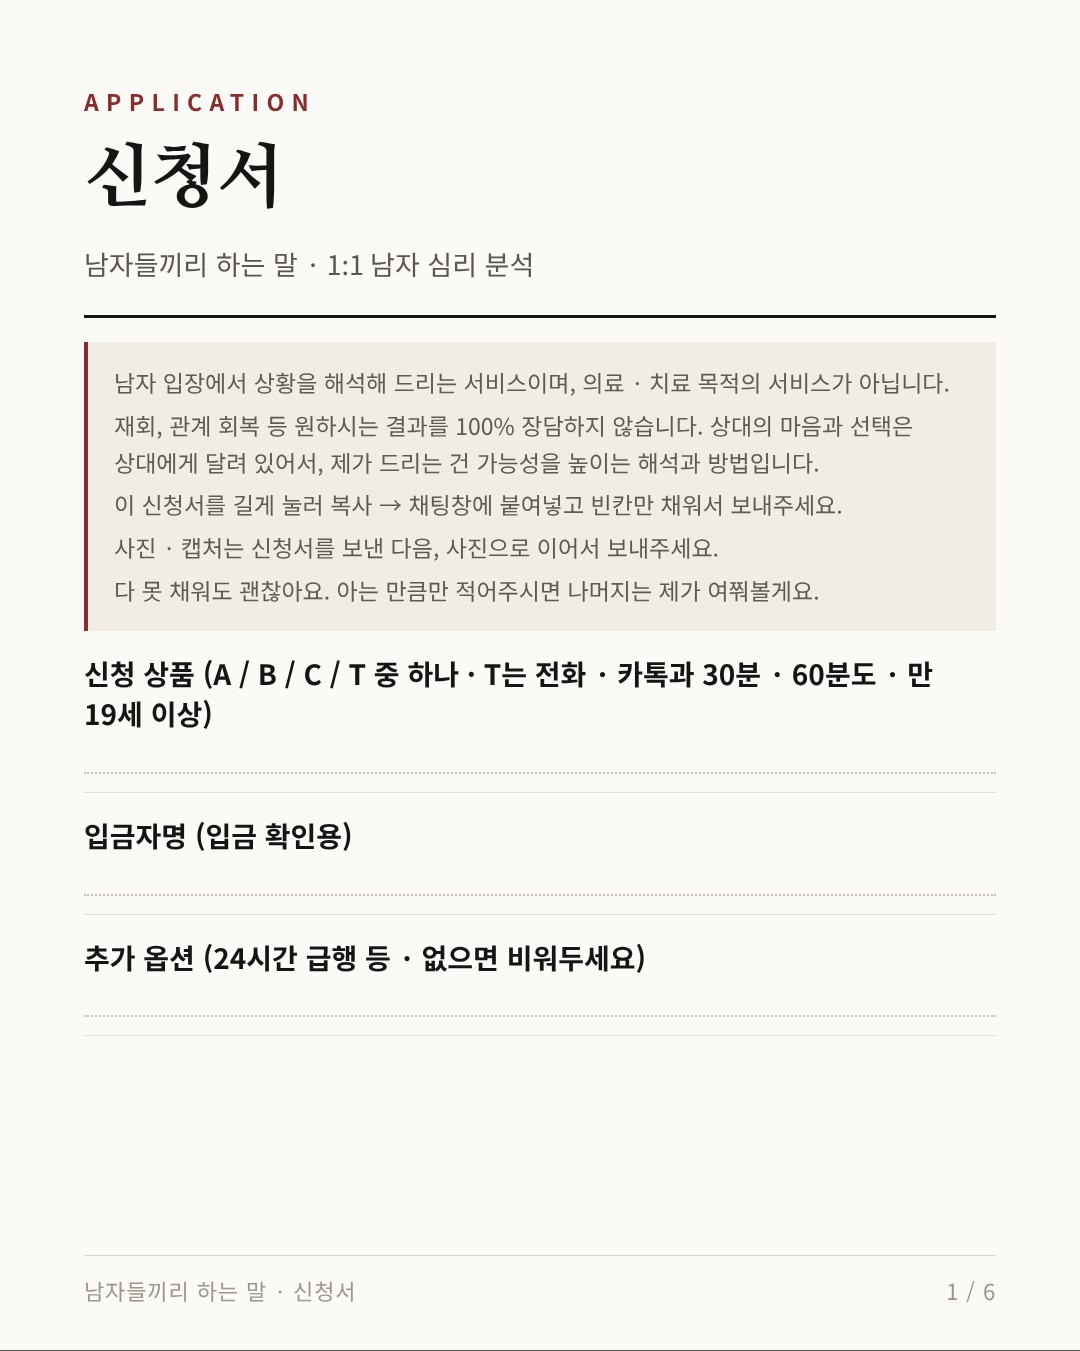 APPLICATION
신청서
남자들끼리 하는 말 · 1:1 남자 심리 분석
남자 입장에서 상황을 해석해 드리는 서비스이며, 의료 · 치료 목적의 서비스가 아닙니다.
재회, 관계 회복 등 원하시는 결과를 100% 장담하지 않습니다. 상대의 마음과 선택은
상대에게 달려 있어서, 제가 드리는 건 가능성을 높이는 해석과 방법입니다.
이 신청서를 길게 눌러 복사 → 채팅창에 붙여넣고 빈칸만 채워서 보내주세요.
사진 · 캡처는 신청서를 보낸 다음, 사진으로 이어서 보내주세요.
다 못 채워도 괜찮아요. 아는 만큼만 적어주시면 나머지는 제가 여쭤볼게요.
신청 상품 (A / B / C / T 중 하나 · T는 전화 · 카톡과 30분 · 60분도 · 만
19세 이상)
입금자명 (입금 확인용)
추가 옵션 (24시간 급행 등 · 없으면 비워두세요)
남자들끼리 하는 말 · 신청서
1 / 6